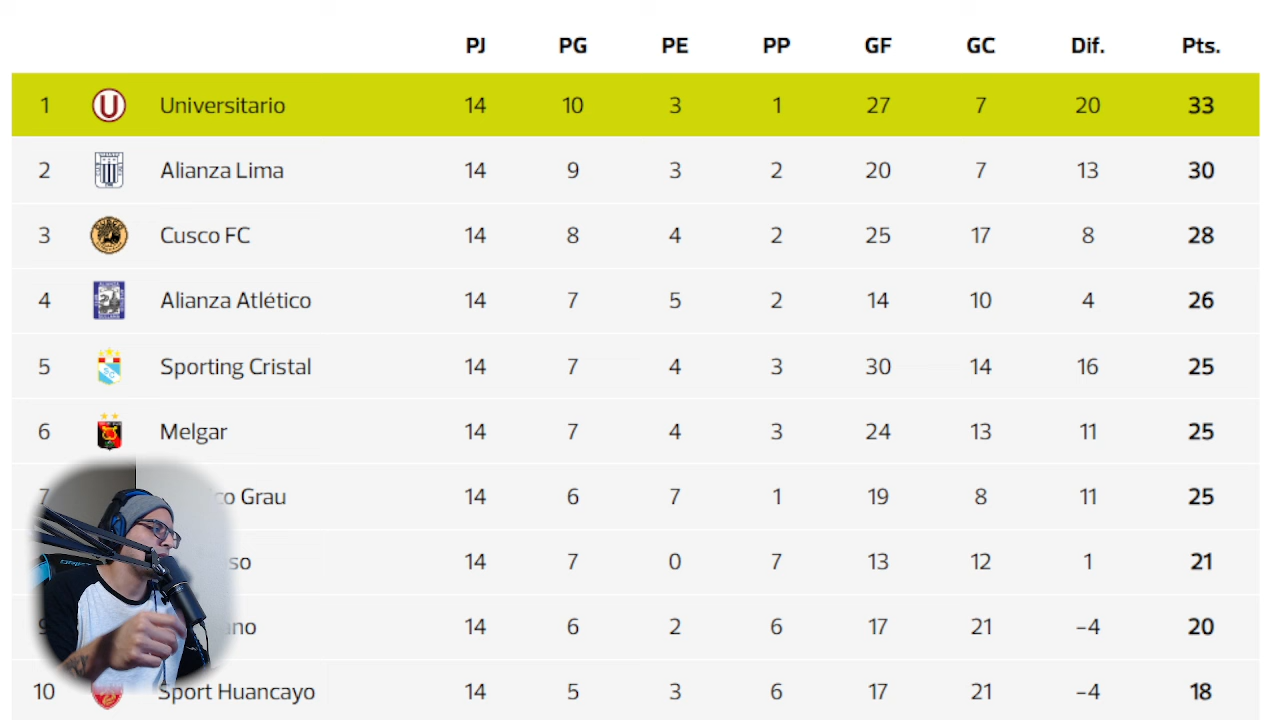 PJ PG PE PP GF GC Dif. Pts.
1 U Universitario 14 10 3 1 27 7 20 33
2 Alianza Lima 14 9 3 2 20 7 13 30
3 Cusco FC 14 8 4 2 25 17 8 28
4 Alianza Atlético 14 7 5 2 14 10 4 26
5 Sporting Cristal 14 7 4 3 30 14 16 25
6 Melgar 14 7 4 3 24 13 11 25
7 co Grau 14 6 7 1 19 8 11 25
so 14 7 0 7 13 12 1 21
9 ano 14 6 2 6 17 21 -4 20
10 Sport Huancayo 14 5 3 6 17 21 -4 18